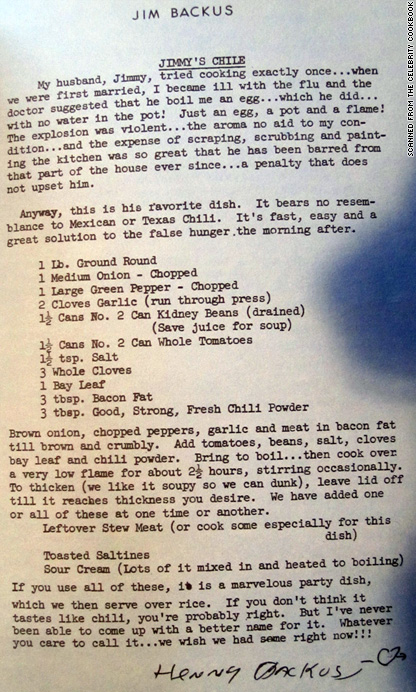 JIM BACKUS
SCANNED FROM THE CELEBRITY COOKBOOK
JIMMY'S CHILE
My husband, Jimmy, tried cooking exactly once...when
we were first married, I became ill with the flu and the
doctor suggested that he boil me an egg...which he did...
with no water in the pot! Just an egg, a pot and a flame!
The explosion was violent...the aroma no aid to my con-
dition...and the expense of scraping, scrubbing and paint-
ing the kitchen was so great that he has been barred from
that part of the house ever since...a penalty that does
not upset him.
Anyway, this is his favorite dish. It bears no resem-
blance to Mexican or Texas Chili. It's fast, easy and a
great solution to the false hunger the morning after.
1 Lb. Ground Round
1 Medium Onion - Chopped
1 Large Green Pepper - Chopped
2 Cloves Garlic (run through press)
1½ Cans No. 2 Can Kidney Beans (drained)
(Save juice for soup)
1½ Cans No. 2 Can Whole Tomatoes
1½ tsp. Salt
3 Whole Cloves
1 Bay Leaf
3 tbsp. Bacon Fat
3 tbsp. Good, Strong, Fresh Chili Powder
Brown onion, chopped peppers, garlic and meat in bacon fat
till brown and crumbly. Add tomatoes, beans, salt, cloves
bay leaf and chili powder. Bring to boil...then cook over
a very low flame for about 2½ hours, stirring occasionally.
To thicken (we like it soupy so we can dunk), leave lid off
till it reaches thickness you desire. We have added one
or all of these at one time or another.
Leftover Stew Meat (or cook some especially for this
dish)
Toasted Saltines
Sour Cream (Lots of it mixed in and heated to boiling)
If you use all of these, it is a marvelous party dish,
which we then serve over rice. If you don't think it
tastes like chili, you're probably right. But I've never
been able to come up with a better name for it. Whatever
you care to call it...we wish we had some right now!!!
Henny Backus